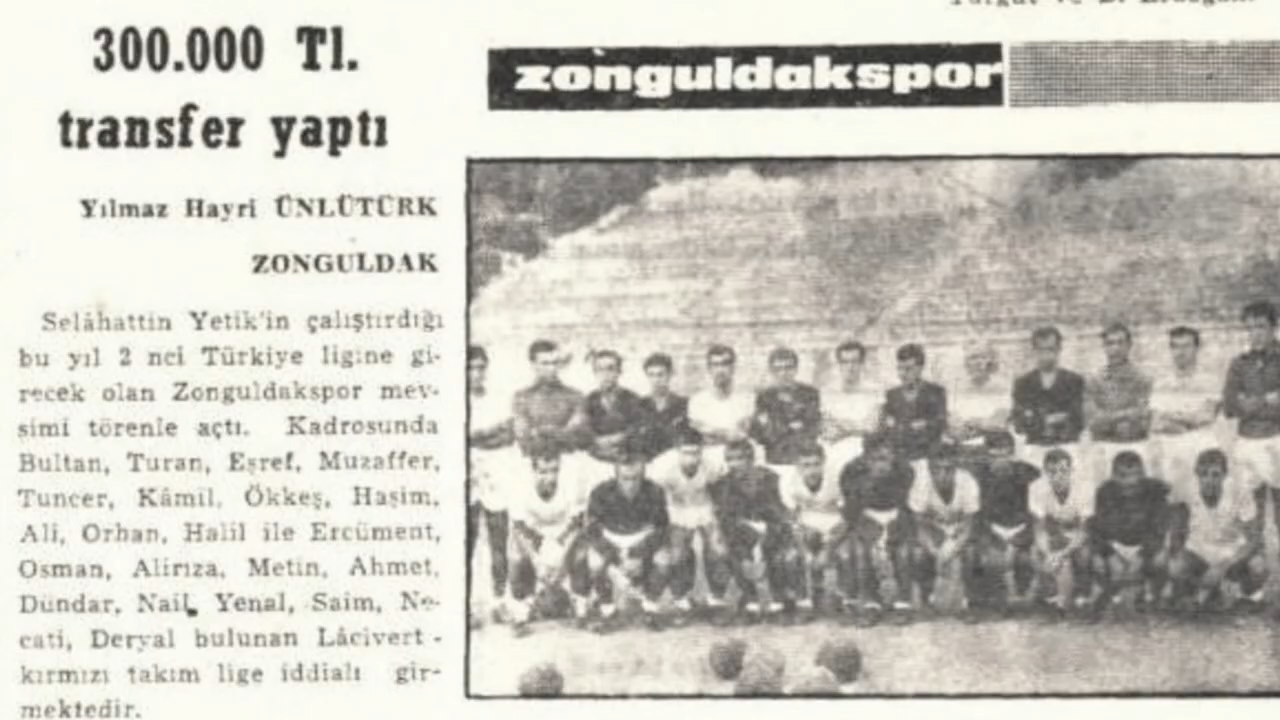 300.000 Tl.
transfer yaptı
Yılmaz Hayri ÜNLÜTÜRK
ZONGULDAK
Selâhattin Yetik'in çalıştırdığı
bu yıl 2 nci Türkiye ligine gi-
recek olan Zonguldakspor mev-
simi törenle açtı. Kadrosunda
Bultan, Turan, Eşref, Muzaffer,
Tuncer, Kâmil, Ökkeş, Haşim,
Ali, Orhan, Halil ile Ercüment,
Osman, Alirıza, Metin, Ahmet,
Dündar, Nail, Yenal, Saim, Ne-
cati, Deryal bulunan Lâcivert -
kırmızı takım lige iddialı gir-
mektedir.
zonguldakspor